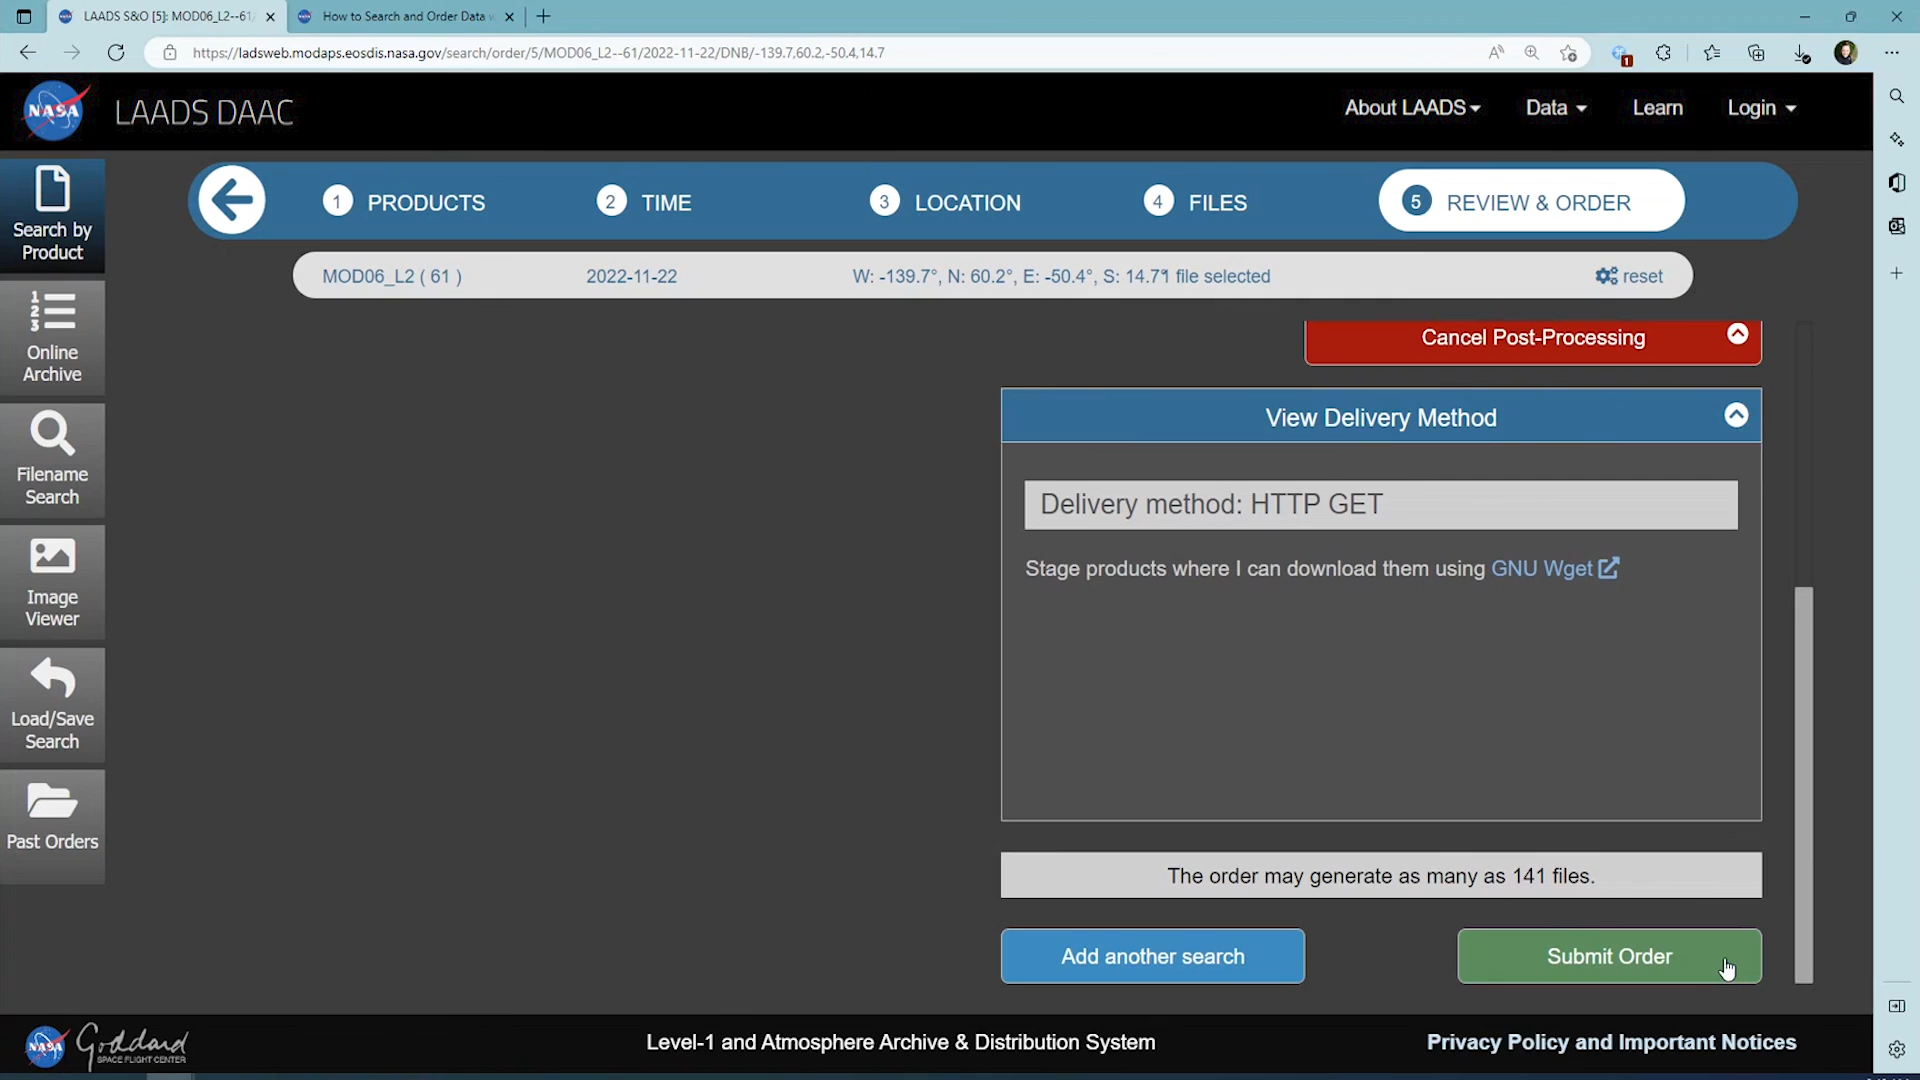 LAADS S&O [5]: MOD06_L2--61/
How to Search and Order Data
https://ladsweb.modaps.eosdis.nasa.gov/search/order/5/MOD06_L2--61/2022-11-22/DNB/-139.7,60.2,-50.4,14.7
1
NASA
LAADS DAAC
About LAADS
Data
Learn
Login
1 PRODUCTS
2 TIME
3 LOCATION
4 FILES
5 REVIEW & ORDER
MOD06_L2 ( 61 )
2022-11-22
W: -139.7°, N: 60.2°, E: -50.4°, S: 14.7°
1 file selected
reset
Search by
Product
1
2
3
Online
Archive
Filename
Search
Image
Viewer
Load/Save
Search
Past Orders
Cancel Post-Processing
View Delivery Method
Delivery method: HTTP GET
Stage products where I can download them using GNU Wget
The order may generate as many as 141 files.
Add another search
Submit Order
NASA
Goddard
SPACE FLIGHT CENTER
Level-1 and Atmosphere Archive & Distribution System
Privacy Policy and Important Notices